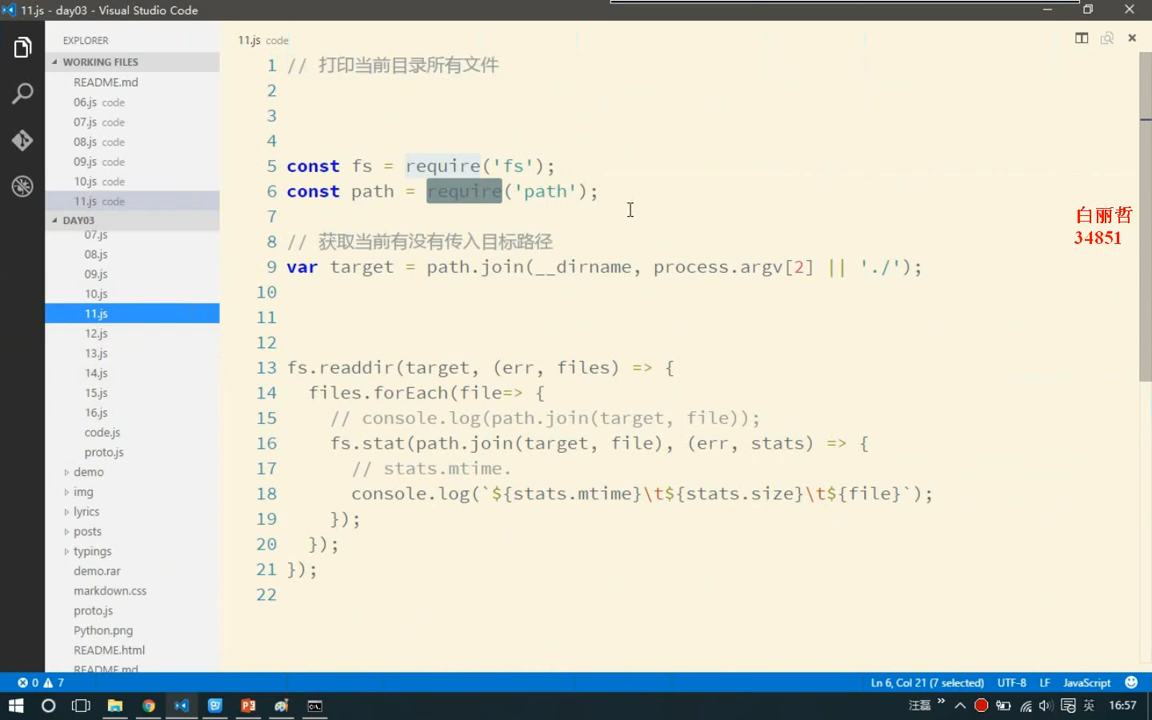 11.js - day03 - Visual Studio Code
EXPLORER
WORKING FILES
README.md
06.js code
07.js code
08.js code
09.js code
10.js code
11.js code
DAY03
07.js
08.js
09.js
10.js
11.js
12.js
13.js
14.js
15.js
16.js
code.js
proto.js
demo
img
lyrics
posts
typings
demo.rar
markdown.css
proto.js
Python.png
README.html
README.md
11.js code
1 // 打印当前目录所有文件
2
3
4
5 const fs = require('fs');
6 const path = require('path');
7
8 // 获取当前有没有传入目标路径
9 var target = path.join(__dirname, process.argv[2] || './');
10
11
12
13 fs.readdir(target, (err, files) => {
14 files.forEach(file=> {
15 // console.log(path.join(target, file));
16 fs.stat(path.join(target, file), (err, stats) => {
17 // stats.mtime.
18 console.log(`${stats.mtime}\t${stats.size}\t${file}`);
19 });
20 });
21 });
22
白丽哲
34851
0 7
Ln 6, Col 21 (7 selected) UTF-8 LF JavaScript
汪磊 英 16:57